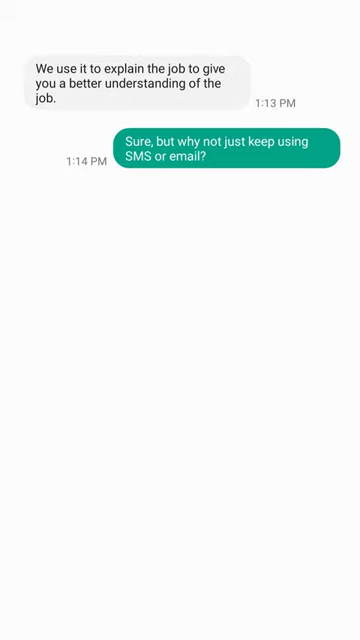 We use it to explain the job to give
you a better understanding of the
job.
1:13 PM
Sure, but why not just keep using
SMS or email?
1:14 PM